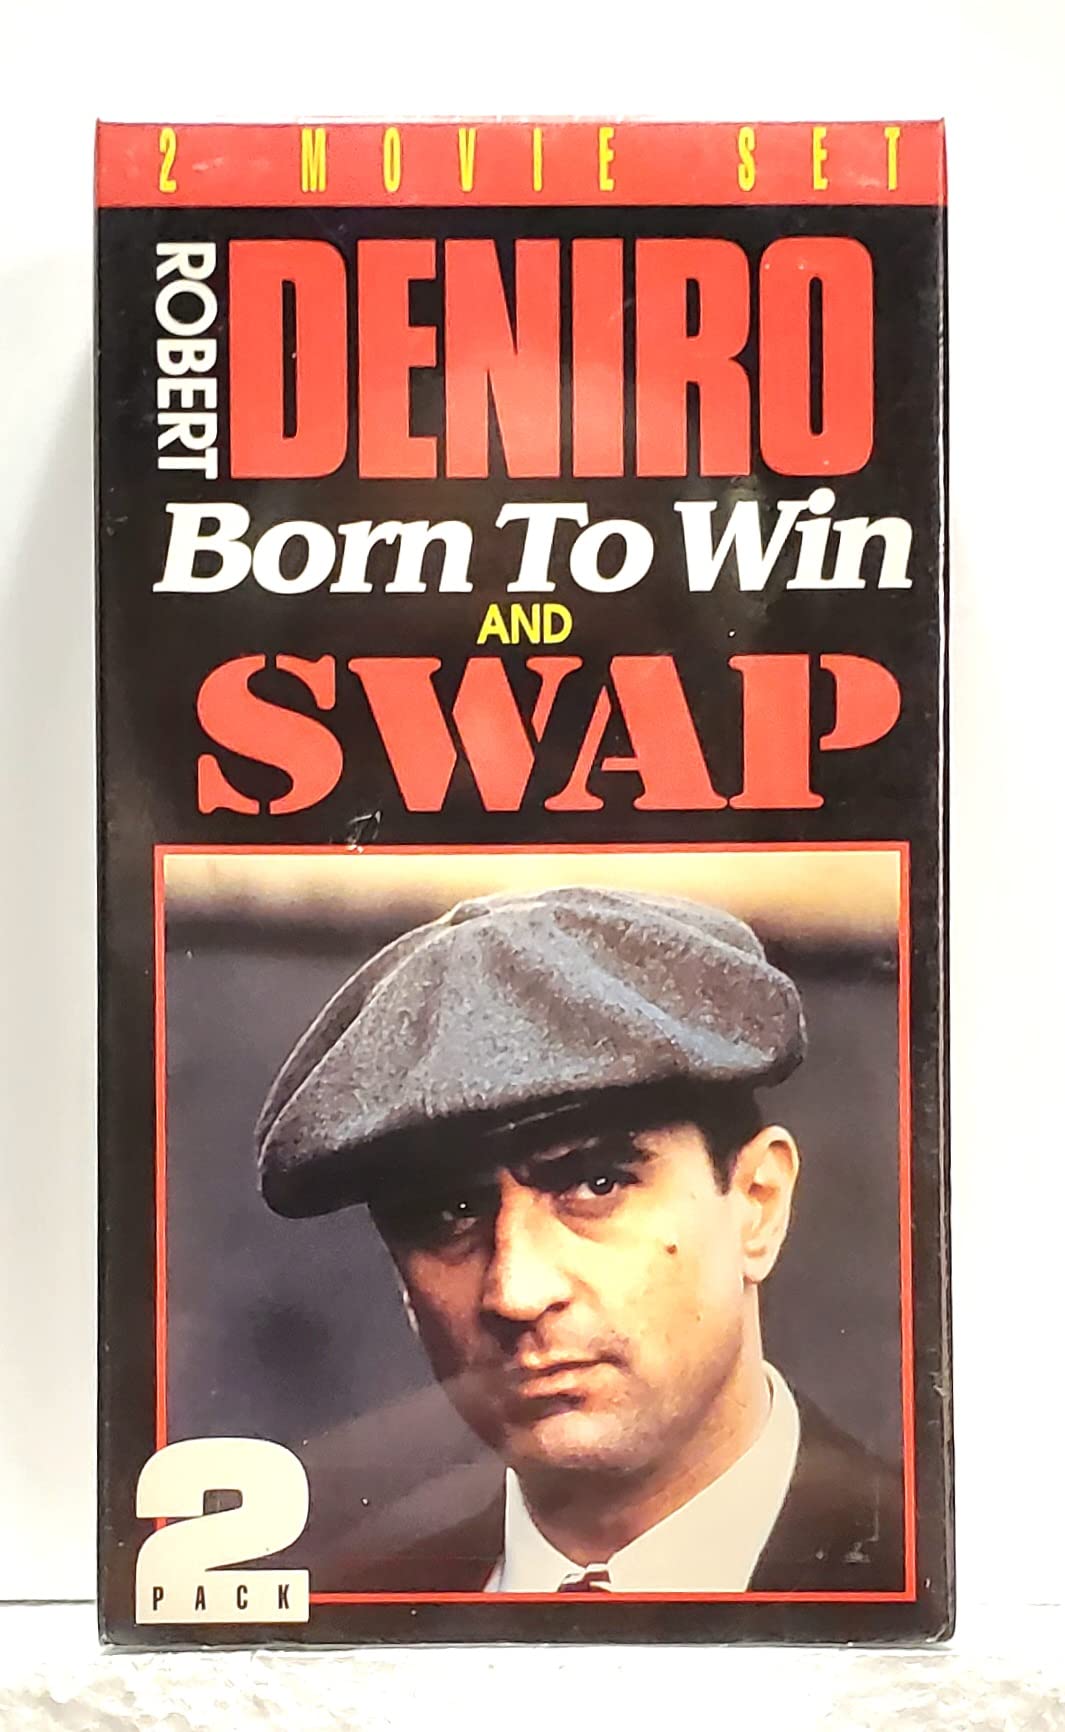 2 MOVIE SET
ROBERT
DENIRO
Born To Win
AND
SWAP
2
PACK